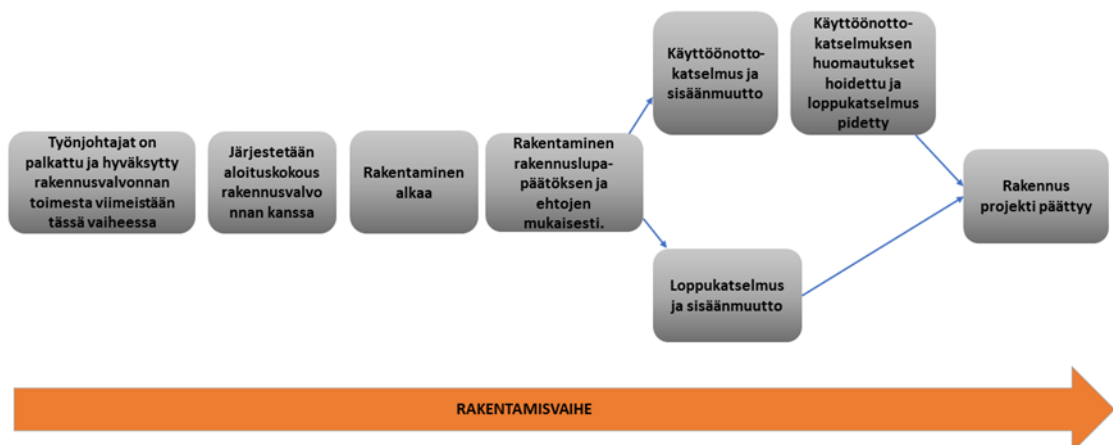 Työnjohtajat on
palkattu ja hyväksytty
rakennusvalvonnan
toimesta viimeistään
tässä vaiheessa
Järjestetään
aloituskokous
rakennusvalvo
nnan kanssa
Rakentaminen
alkaa
Rakentaminen
rakennuslupa-
päätöksen ja
ehtojen
mukaisesti.
Käyttöönotto-
katselmus ja
sisäänmuutto
Käyttöönotto-
katselmuksen
huomautukset
hoidettu ja
loppukatselmus
pidetty
Loppukatselmus
ja sisäänmuutto
Rakennus
projekti päättyy
RAKENTAMISVAIHE